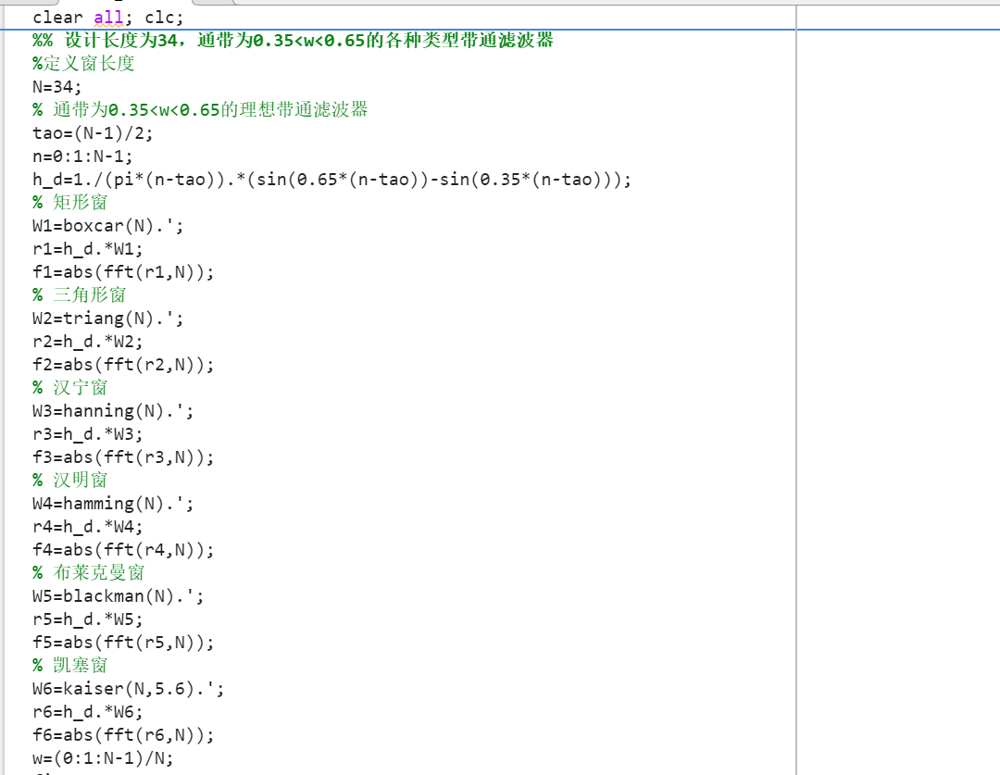 clear all; clc;
%% 设计长度为34，通带为0.35<w<0.65的各种类型带通滤波器
%定义窗长度
N=34;
% 通带为0.35<w<0.65的理想带通滤波器
tao=(N-1)/2;
n=0:1:N-1;
h_d=1./(pi*(n-tao)).*(sin(0.65*(n-tao))-sin(0.35*(n-tao)));
% 矩形窗
W1=boxcar(N).';
r1=h_d.*W1;
f1=abs(fft(r1,N));
% 三角形窗
W2=triang(N).';
r2=h_d.*W2;
f2=abs(fft(r2,N));
% 汉宁窗
W3=hanning(N).';
r3=h_d.*W3;
f3=abs(fft(r3,N));
% 汉明窗
W4=hamming(N).';
r4=h_d.*W4;
f4=abs(fft(r4,N));
% 布莱克曼窗
W5=blackman(N).';
r5=h_d.*W5;
f5=abs(fft(r5,N));
% 凯塞窗
W6=kaiser(N,5.6).';
r6=h_d.*W6;
f6=abs(fft(r6,N));
w=(0:1:N-1)/N;